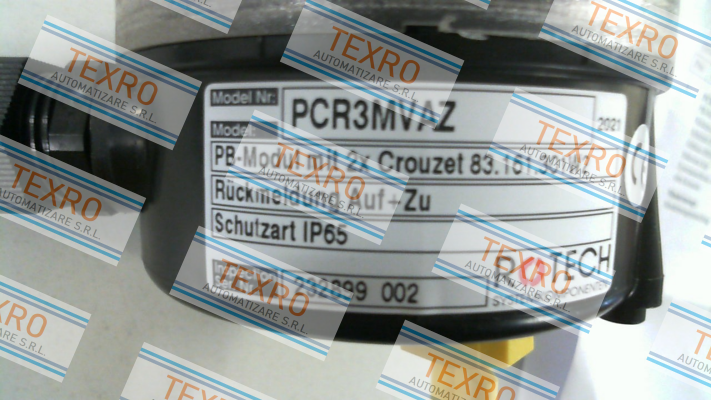 Model Nr:
PCR3MVAZ
2021
Model:
PB-Modul mit 2x Crouzet 83.161.
Rückmeldung Auf+Zu
Schutzart IP65
002
TECH
TEXRO
AUTOMATIZARE S.R.L.